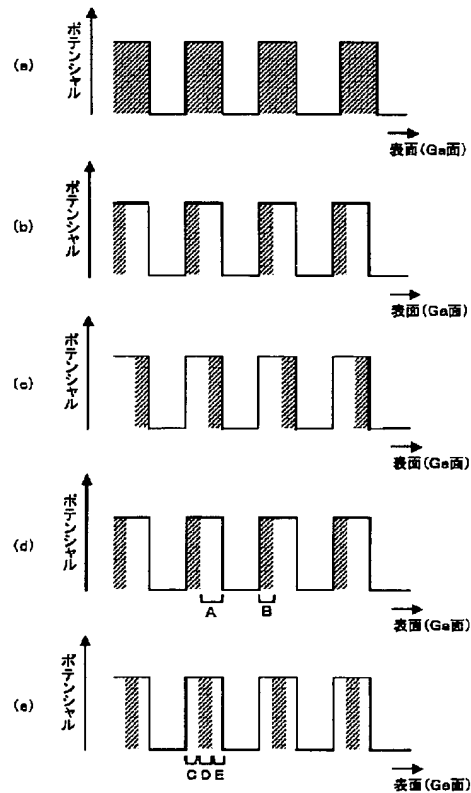 (a)
ポテンシャル
表面(Ga面)
(b)
ポテンシャル
表面(Ga面)
(c)
ポテンシャル
表面(Ga面)
(d)
ポテンシャル
A
B
表面(Ga面)
(e)
ポテンシャル
C D E
表面(Ga面)